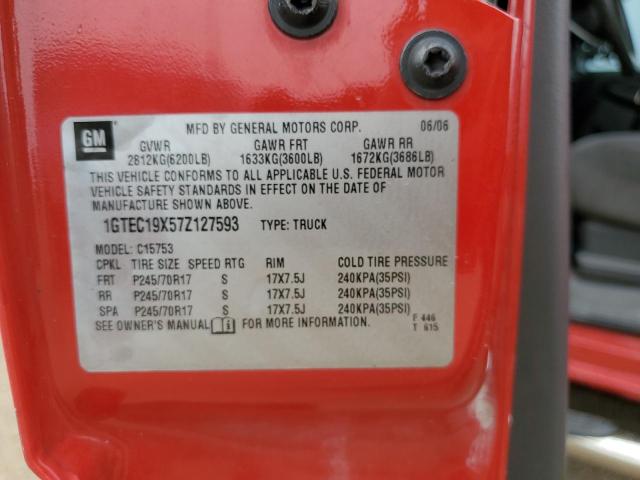 GM
MFD BY GENERAL MOTORS CORP. 06/06
GVWR GAWR FRT GAWR RR
2812KG(6200LB) 1633KG(3600LB) 1672KG(3686LB)
THIS VEHICLE CONFORMS TO ALL APPLICABLE U.S. FEDERAL MOTOR
VEHICLE SAFETY STANDARDS IN EFFECT ON THE DATE OF
MANUFACTURE SHOWN ABOVE.
1GTEC19X57Z127593 TYPE: TRUCK
MODEL: C15753
CPKL TIRE SIZE SPEED RTG RIM COLD TIRE PRESSURE
FRT P245/70R17 S 17X7.5J 240KPA(35PSI)
RR P245/70R17 S 17X7.5J 240KPA(35PSI)
SPA P245/70R17 S 17X7.5J 240KPA(35PSI)
SEE OWNER'S MANUAL FOR MORE INFORMATION.
F 446
T 615